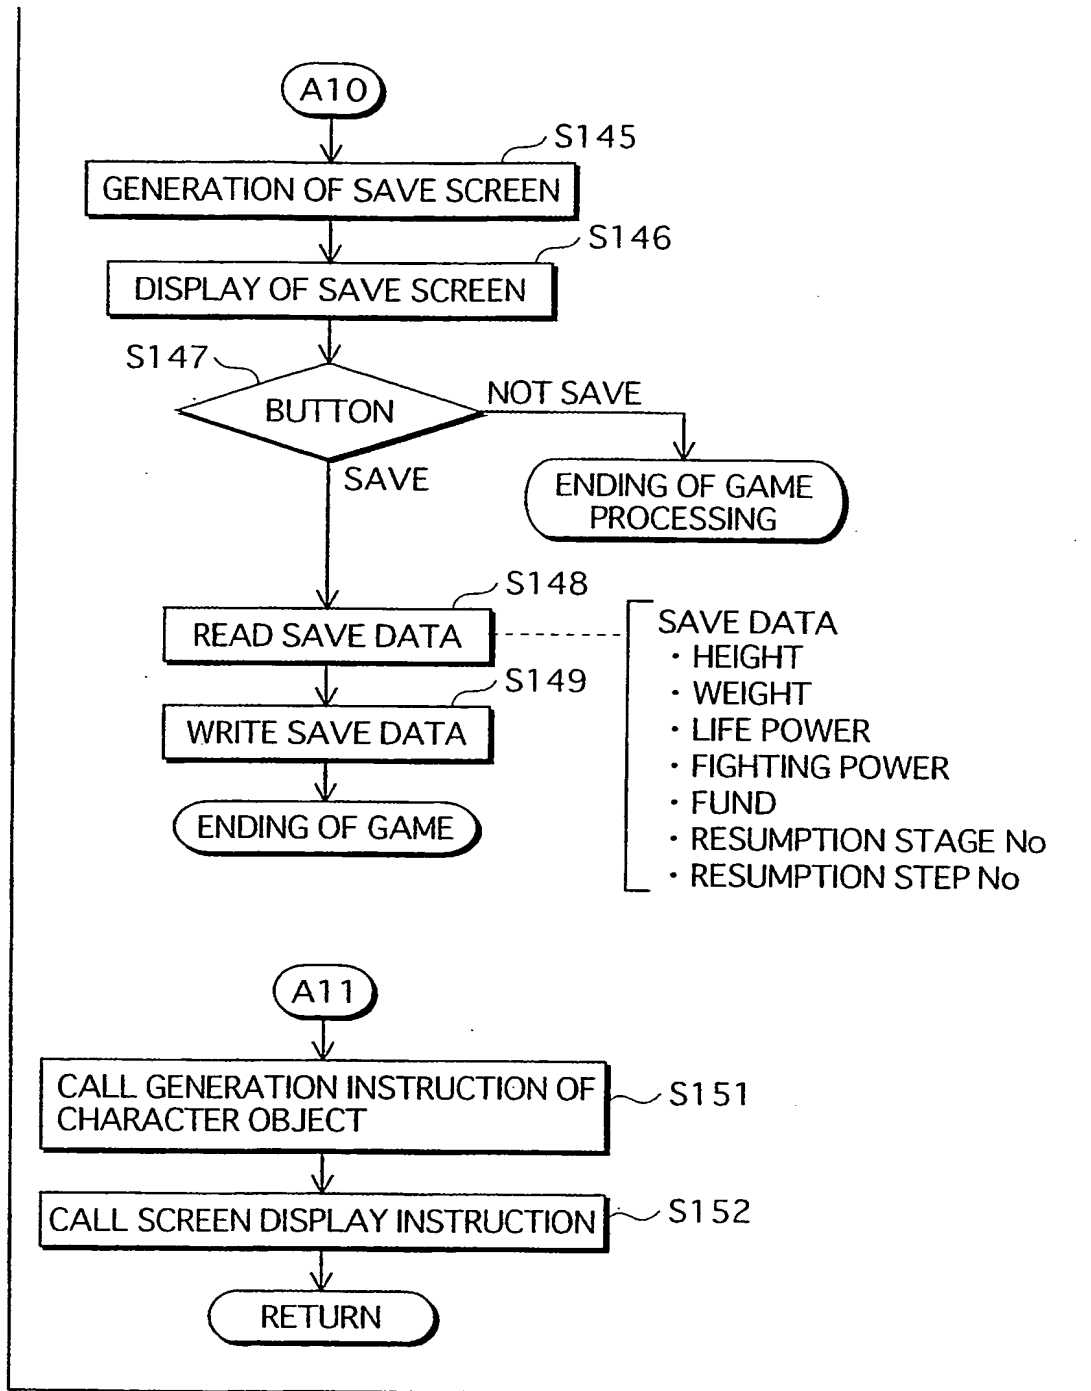 A10
S145
GENERATION OF SAVE SCREEN
S146
DISPLAY OF SAVE SCREEN
S147
BUTTON
NOT SAVE
SAVE
ENDING OF GAME
PROCESSING
S148
READ SAVE DATA
SAVE DATA
・HEIGHT
・WEIGHT
・LIFE POWER
・FIGHTING POWER
・FUND
・RESUMPTION STAGE No
・RESUMPTION STEP No
S149
WRITE SAVE DATA
ENDING OF GAME
A11
CALL GENERATION INSTRUCTION OF
CHARACTER OBJECT
S151
CALL SCREEN DISPLAY INSTRUCTION
S152
RETURN